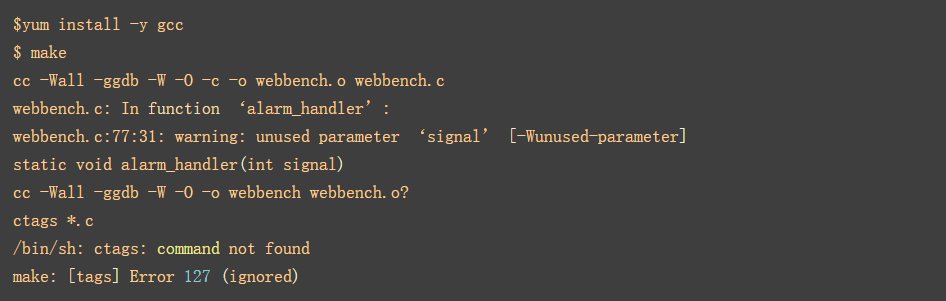 $yum install -y gcc
$ make
cc -Wall -ggdb -W -O -c -o webbench.o webbench.c
webbench.c: In function ‘alarm_handler’:
webbench.c:77:31: warning: unused parameter ‘signal’ [-Wunused-parameter]
static void alarm_handler(int signal)
cc -Wall -ggdb -W -O -o webbench webbench.o?
ctags *.c
/bin/sh: ctags: command not found
make: [tags] Error 127 (ignored)